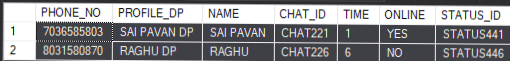 PHONE_NO PROFILE_DP NAME CHAT_ID TIME ONLINE STATUS_ID
1 7036585803 SAI PAVAN DP SAI PAVAN CHAT221 1 YES STATUS441
2 8031580870 RAGHU DP RAGHU CHAT226 6 NO STATUS446